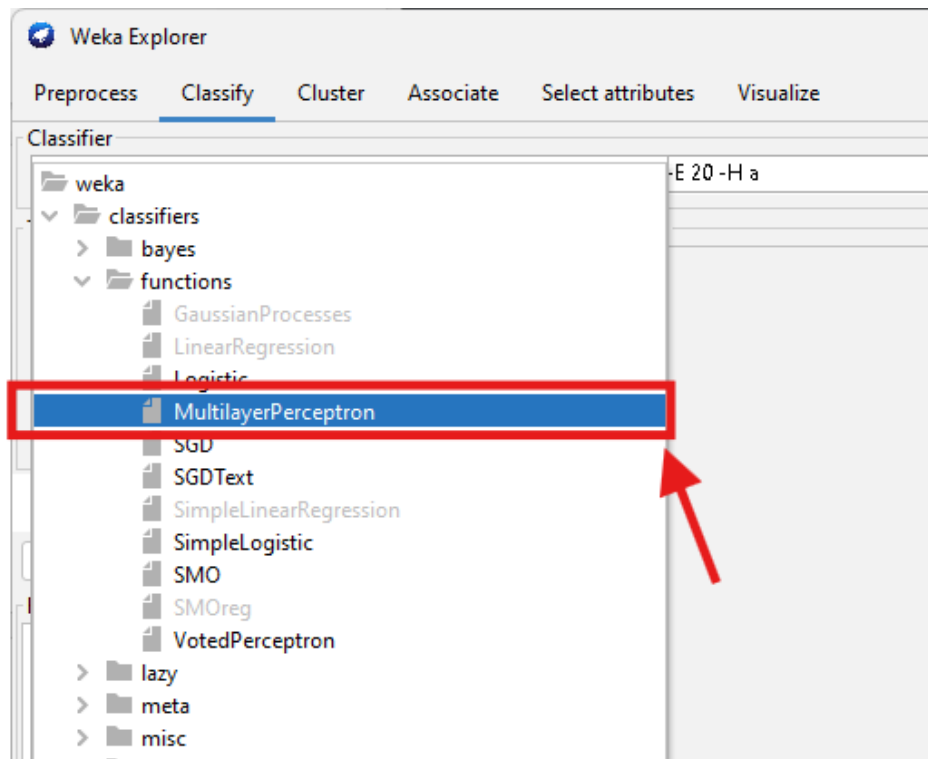 Weka Explorer
Preprocess Classify Cluster Associate Select attributes Visualize
Classifier
-E 20 -H a
weka
classifiers
bayes
functions
GaussianProcesses
LinearRegression
Logistic
MultilayerPerceptron
SGD
SGDText
SimpleLinearRegression
SimpleLogistic
SMO
SMOreg
VotedPerceptron
lazy
meta
misc